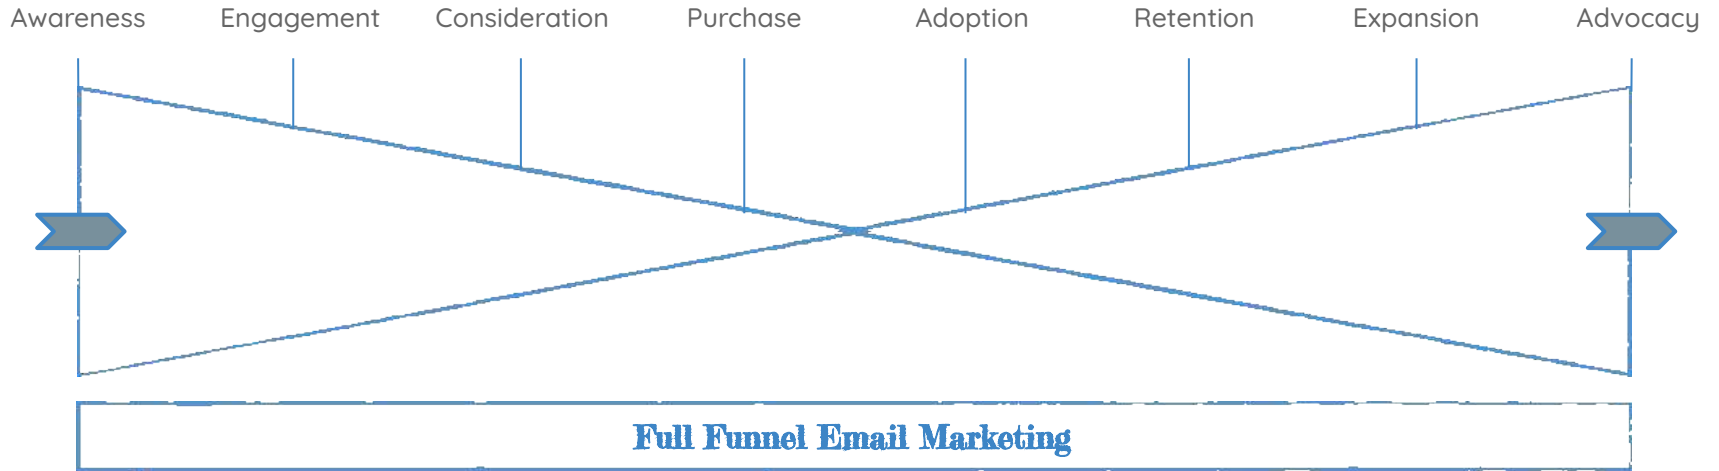 Awareness Engagement Consideration Purchase Adoption Retention Expansion Advocacy
Full Funnel Email Marketing